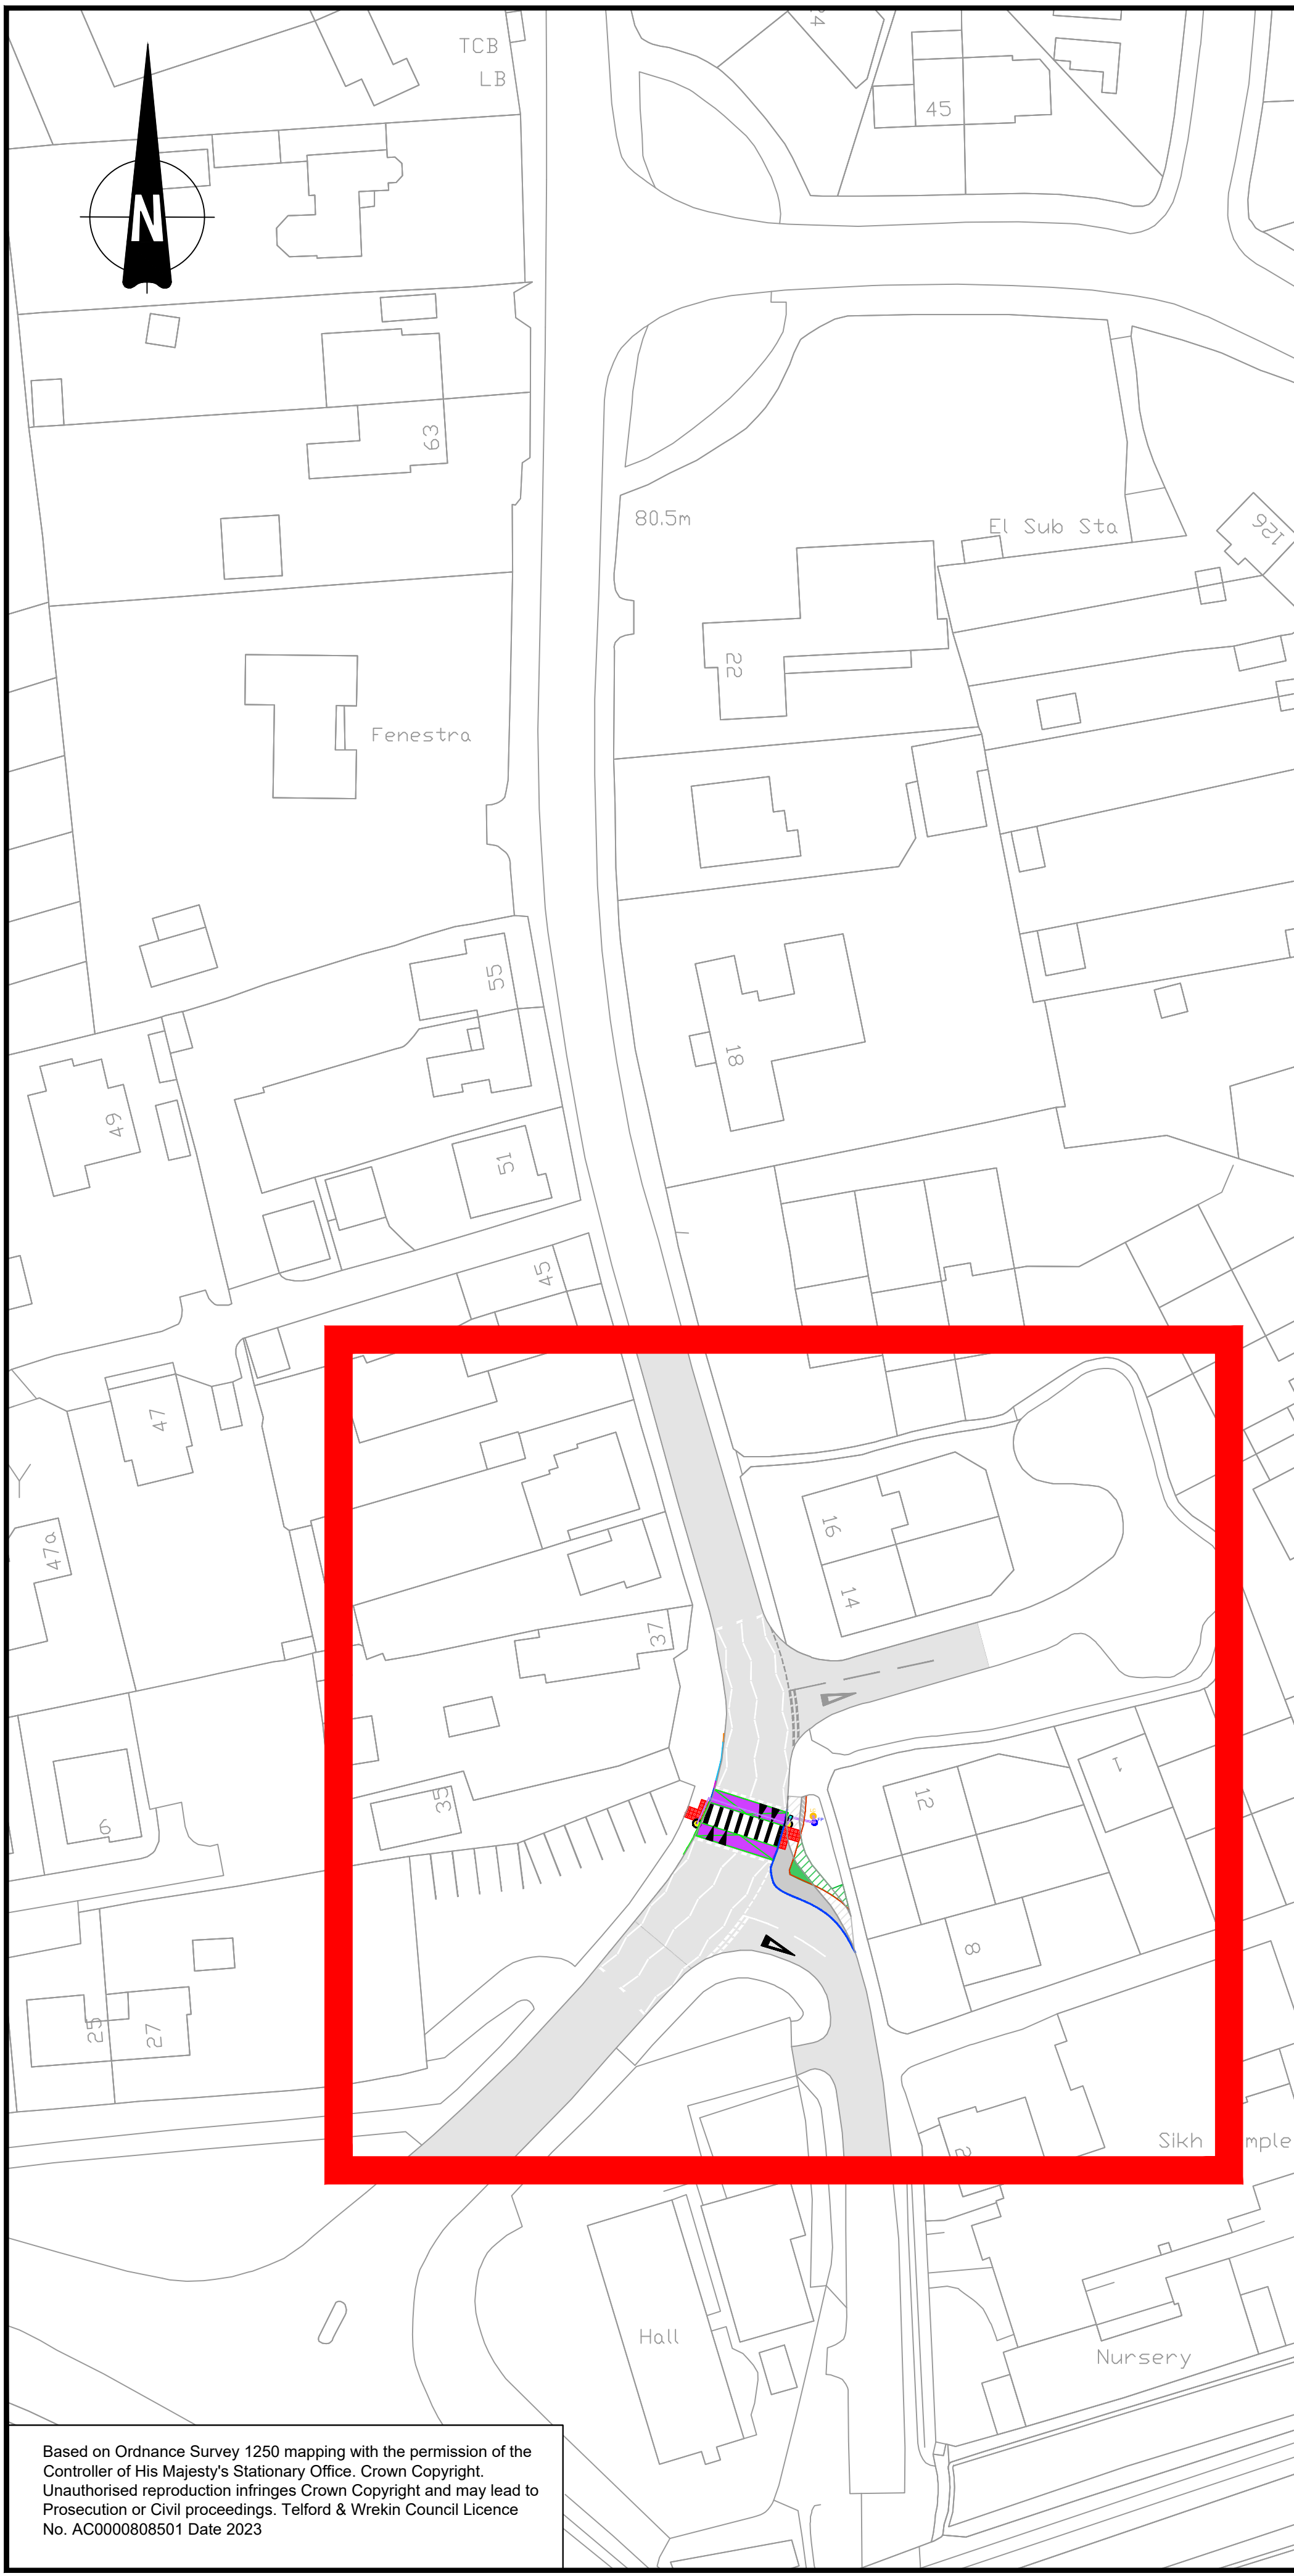 TCB
LB
24
45
N
63
80.5m
El Sub Sta
126
22
Fenestra
55
18
49
51
45
47
16
47a
14
37
1
12
35
6
8
25
27
2
Sikh
mple
Hall
Nursery
Based on Ordnance Survey 1250 mapping with the permission of the
Controller of His Majesty's Stationary Office. Crown Copyright.
Unauthorised reproduction infringes Crown Copyright and may lead to
Prosecution or Civil proceedings. Telford & Wrekin Council Licence
No. AC0000808501 Date 2023